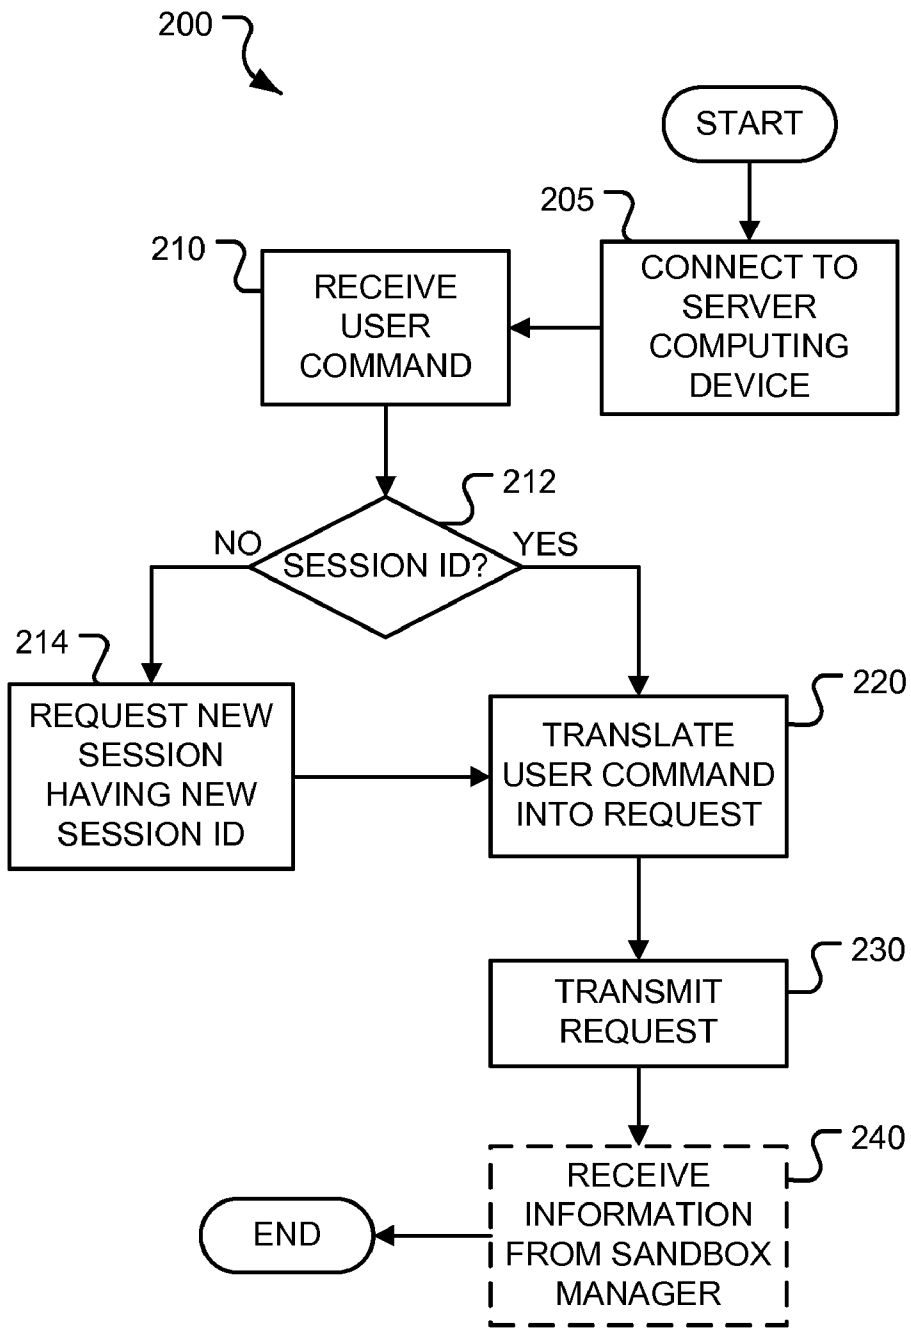 200
START
205
CONNECT TO
SERVER
COMPUTING
DEVICE
210
RECEIVE
USER
COMMAND
212
SESSION ID?
NO
YES
214
REQUEST NEW
SESSION
HAVING NEW
SESSION ID
220
TRANSLATE
USER COMMAND
INTO REQUEST
230
TRANSMIT
REQUEST
240
RECEIVE
INFORMATION
FROM SANDBOX
MANAGER
END